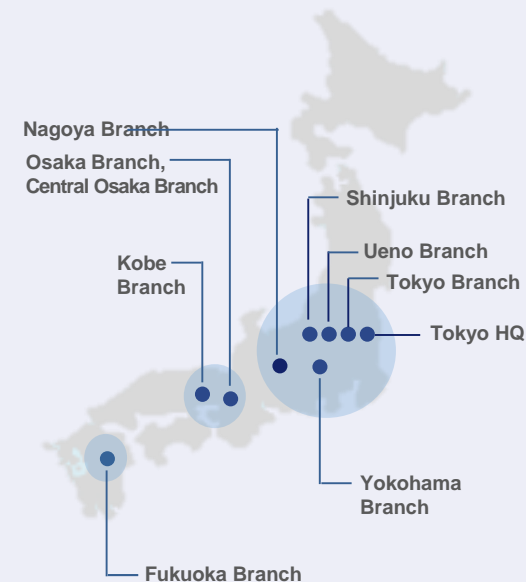 Nagoya Branch
Osaka Branch,
Central Osaka Branch
Shinjuku Branch
Ueno Branch
Kobe
Branch
Tokyo Branch
Tokyo HQ
Yokohama
Branch
Fukuoka Branch